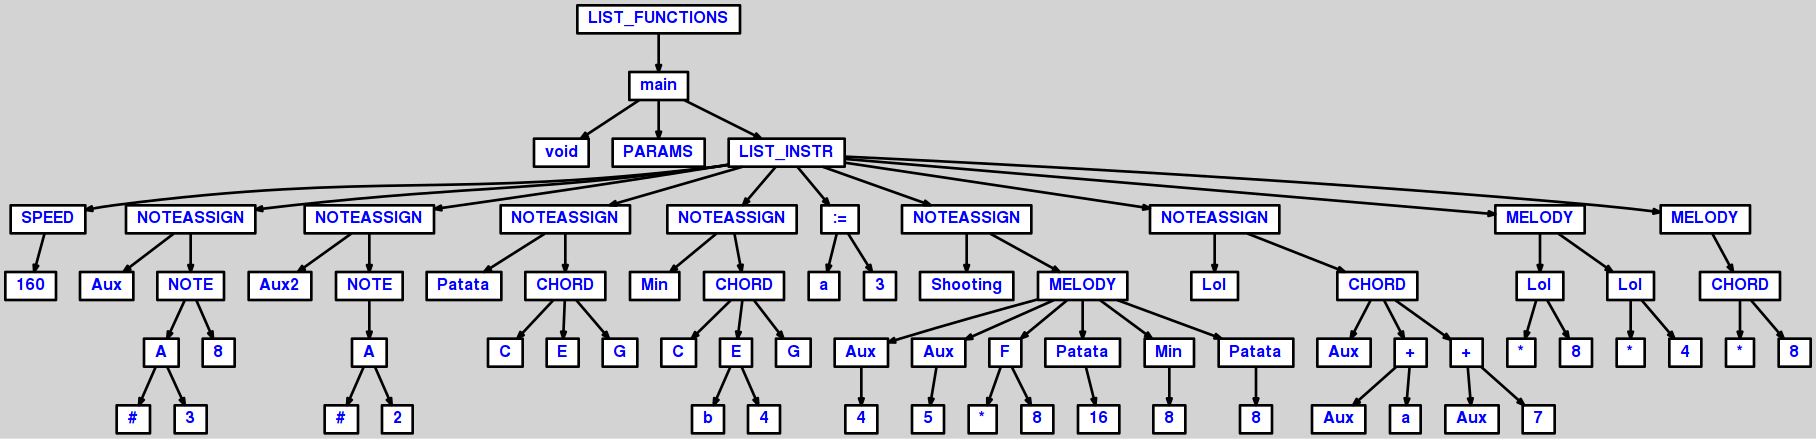 LIST_FUNCTIONS
main
void PARAMS LIST_INSTR
SPEED NOTEASSIGN NOTEASSIGN NOTEASSIGN NOTEASSIGN := NOTEASSIGN NOTEASSIGN MELODY MELODY
160 Aux NOTE Aux2 NOTE Patata CHORD Min CHORD a 3 Shooting MELODY Lol CHORD Lol Lol CHORD
A 8 A C E G C E G Aux Aux F Patata Min Patata Aux + + * 8 * 4 * 8
# 3 # 2 b 4 4 5 * 8 16 8 8 Aux a Aux 7